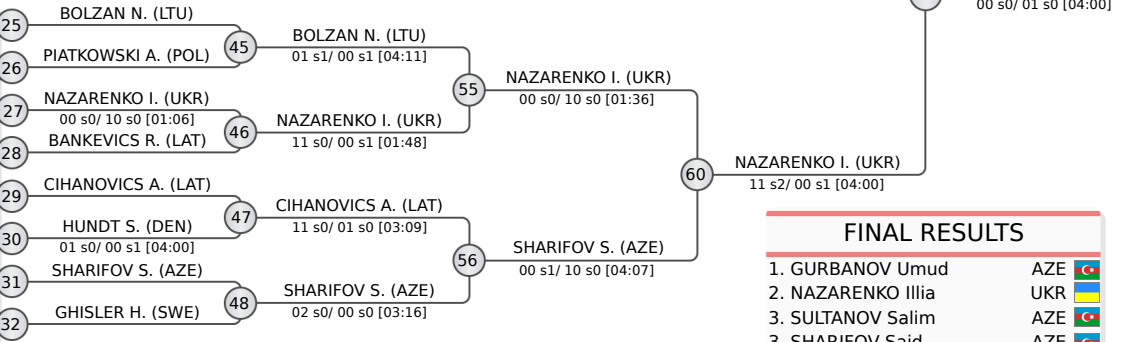 00 s0/ 01 s0 [04:00]
25
BOLZAN N. (LTU)
45
BOLZAN N. (LTU)
01 s1/ 00 s1 [04:11]
26
PIATKOWSKI A. (POL)
55
NAZARENKO I. (UKR)
00 s0/ 10 s0 [01:36]
27
NAZARENKO I. (UKR)
00 s0/ 10 s0 [01:06]
46
NAZARENKO I. (UKR)
11 s0/ 00 s1 [01:48]
28
BANKEVICS R. (LAT)
60
NAZARENKO I. (UKR)
11 s2/ 00 s1 [04:00]
29
CIHANOVICS A. (LAT)
47
CIHANOVICS A. (LAT)
11 s0/ 01 s0 [03:09]
30
HUNDT S. (DEN)
01 s0/ 00 s1 [04:00]
56
SHARIFOV S. (AZE)
00 s1/ 10 s0 [04:07]
31
SHARIFOV S. (AZE)
48
SHARIFOV S. (AZE)
02 s0/ 00 s0 [03:16]
32
GHISLER H. (SWE)
FINAL RESULTS
1. GURBANOV Umud AZE
2. NAZARENKO Illia UKR
3. SULTANOV Salim AZE
3. SHARIFOV Said AZE